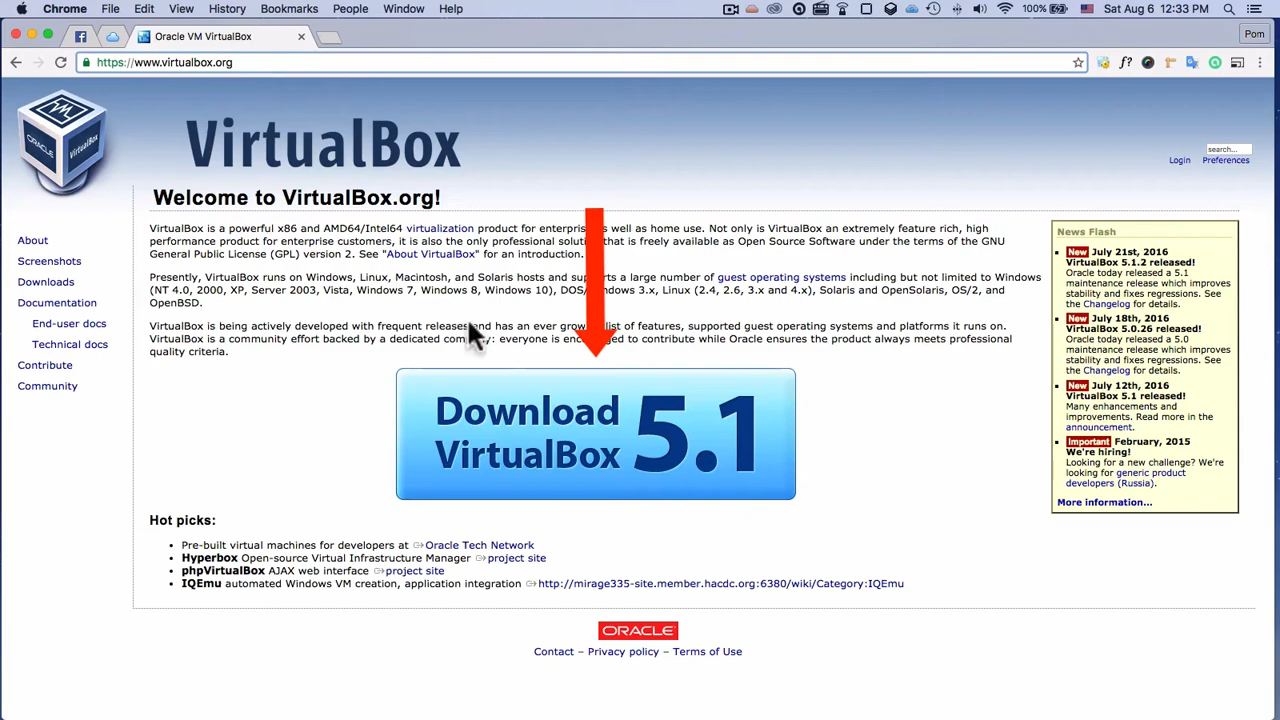 Chrome File Edit View History Bookmarks People Window Help 100% Sat Aug 6 12:33 PM
Oracle VM VirtualBox Pom
https://www.virtualbox.org f?
ORACLE VirtualBox
VirtualBox
search...
Login Preferences
Welcome to VirtualBox.org!
About
Screenshots
Downloads
Documentation
End-user docs
Technical docs
Contribute
Community
VirtualBox is a powerful x86 and AMD64/Intel64 virtualization product for enterprise as well as home use. Not only is VirtualBox an extremely feature rich, high
performance product for enterprise customers, it is also the only professional that is freely available as Open Source Software under the terms of the GNU
General Public License (GPL) version 2. See "About VirtualBox" for an introduction.
Presently, VirtualBox runs on Windows, Linux, Macintosh, and Solaris hosts and supports a large number of guest operating systems including but not limited to Windows
(NT 4.0, 2000, XP, Server 2003, Vista, Windows 7, Windows 8, Windows 10), DOS/Windows 3.x, Linux (2.4, 2.6, 3.x and 4.x), Solaris and OpenSolaris, OS/2, and
OpenBSD.
VirtualBox is being actively developed with frequent releases and has an ever growing list of features, supported guest operating systems and platforms it runs on.
VirtualBox is a community effort backed by a dedicated company: everyone is encouraged to contribute while Oracle ensures the product always meets professional
quality criteria.
Download
VirtualBox 5.1
Hot picks:
Pre-built virtual machines for developers at Oracle Tech Network
Hyperbox Open-source Virtual Infrastructure Manager project site
phpVirtualBox AJAX web interface project site
IQEmu automated Windows VM creation, application integration http://mirage335-site.member.hacdc.org:6380/wiki/Category:IQEmu
News Flash
New July 21st, 2016
VirtualBox 5.1.2 released!
Oracle today released a 5.1
maintenance release which improves
stability and fixes regressions. See
the Changelog for details.
New July 18th, 2016
VirtualBox 5.0.26 released!
Oracle today released a 5.0
maintenance release which improves
stability and fixes regressions. See
the Changelog for details.
New July 12th, 2016
VirtualBox 5.1 released!
Many enhancements and
improvements. Read more in the
announcement.
Important February, 2015
We're hiring!
Looking for a new challenge? We're
looking for generic product
developers (Russia).
More information...
ORACLE
Contact – Privacy policy – Terms of Use